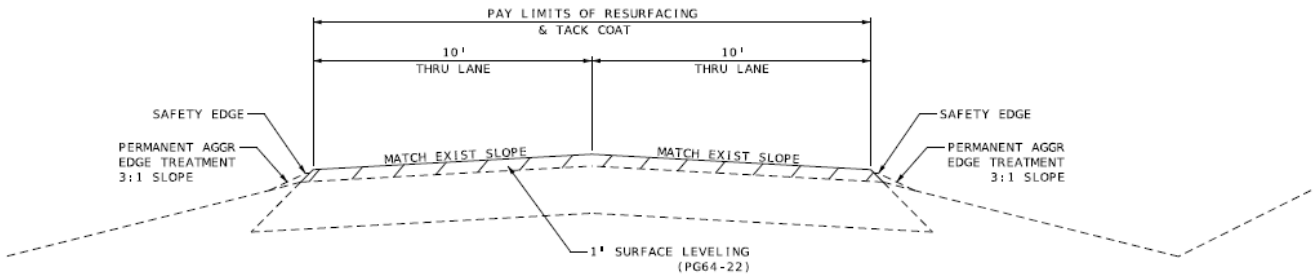 PAY LIMITS OF RESURFACING
& TACK COAT
10'
THRU LANE
10'
THRU LANE
SAFETY EDGE
SAFETY EDGE
PERMANENT AGGR
EDGE TREATMENT
3:1 SLOPE
MATCH EXIST SLOPE
MATCH EXIST SLOPE
PERMANENT AGGR
EDGE TREATMENT
3:1 SLOPE
1" SURFACE LEVELING
(PG64-22)